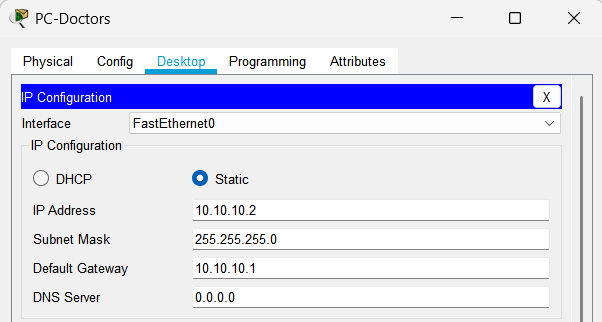 PC-Doctors
Physical Config Desktop Programming Attributes
IP Configuration X
Interface FastEthernet0
IP Configuration
DHCP Static
IP Address 10.10.10.2
Subnet Mask 255.255.255.0
Default Gateway 10.10.10.1
DNS Server 0.0.0.0